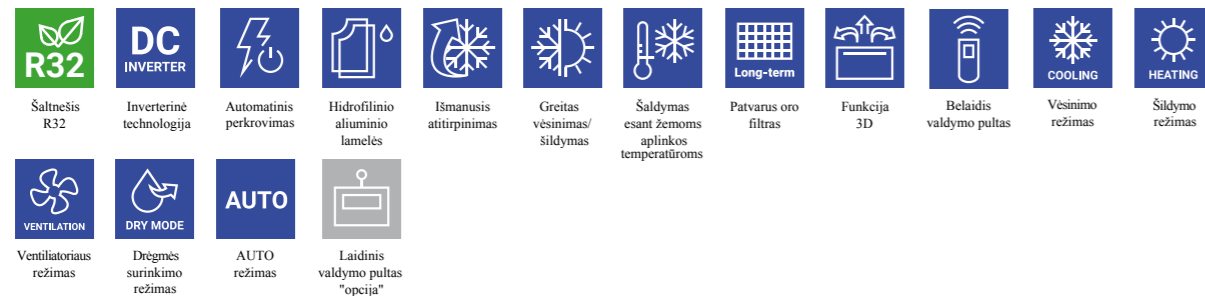 R32
DC
INVERTER
Long-term
COOLING
HEATING
Šaltnešis
R32
Inverterinė
technologija
Automatinis
perkrovimas
Hidrofilinio
aliuminio
lamelės
Išmanusis
atitirpinimas
Greitas
vėsinimas/
šildymas
Šaldymas
esant žemoms
aplinkos
temperatūroms
Patvarus oro
filtras
Funkcija
3D
Belaidis
valdymo pultas
Vėsinimo
režimas
Šildymo
režimas
VENTILATION
DRY MODE
AUTO
Ventiliatoriaus
režimas
Drėgmės
surinkimo
režimas
AUTO
režimas
Laidinis
valdymo pultas
"opcija"